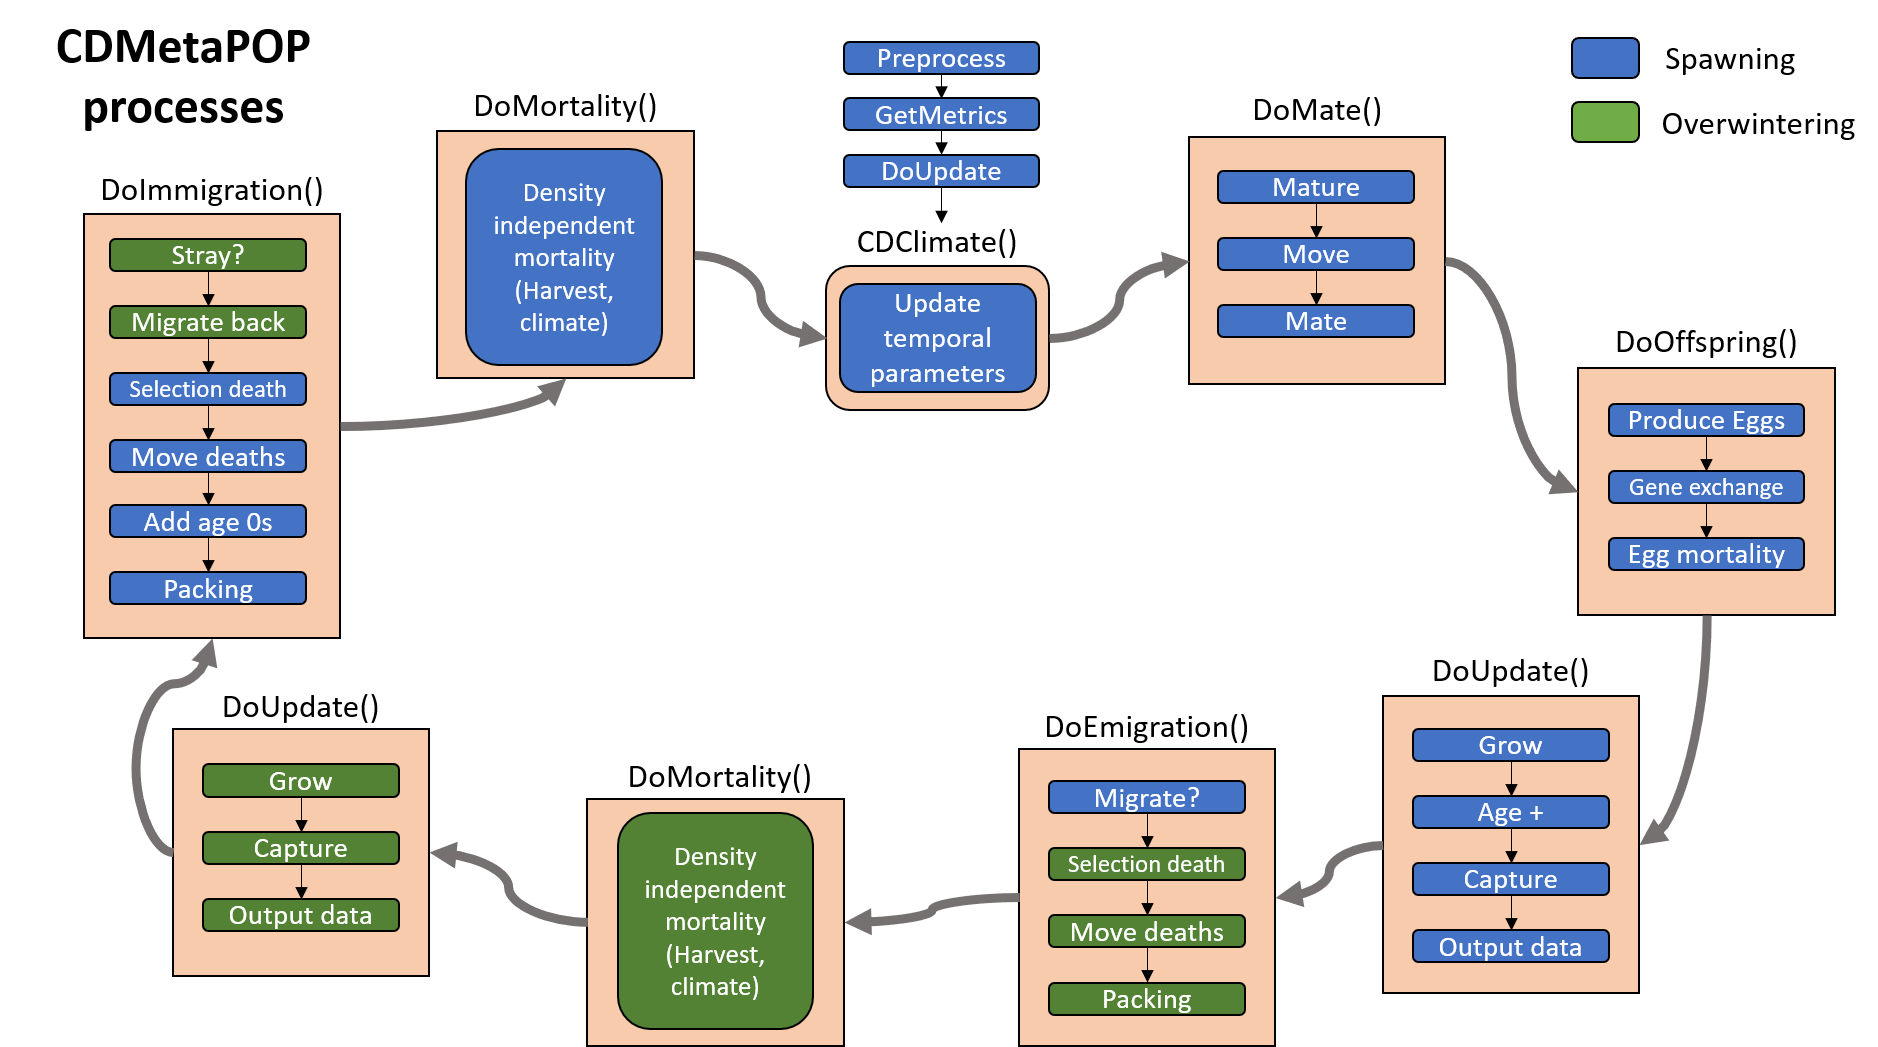 CDMetaPOP
processes
Preprocess
GetMetrics
DoUpdate
Spawning
Overwintering
CDClimate()
Update
temporal
parameters
DoMate()
Mature
Move
Mate
DoOffspring()
Produce Eggs
Gene exchange
Egg mortality
DoUpdate()
Grow
Age +
Capture
Output data
DoEmigration()
Migrate?
Selection death
Move deaths
Packing
DoMortality()
Density
independent
mortality
(Harvest,
climate)
DoUpdate()
Grow
Capture
Output data
DoImmigration()
Stray?
Migrate back
Selection death
Move deaths
Add age 0s
Packing
DoMortality()
Density
independent
mortality
(Harvest,
climate)